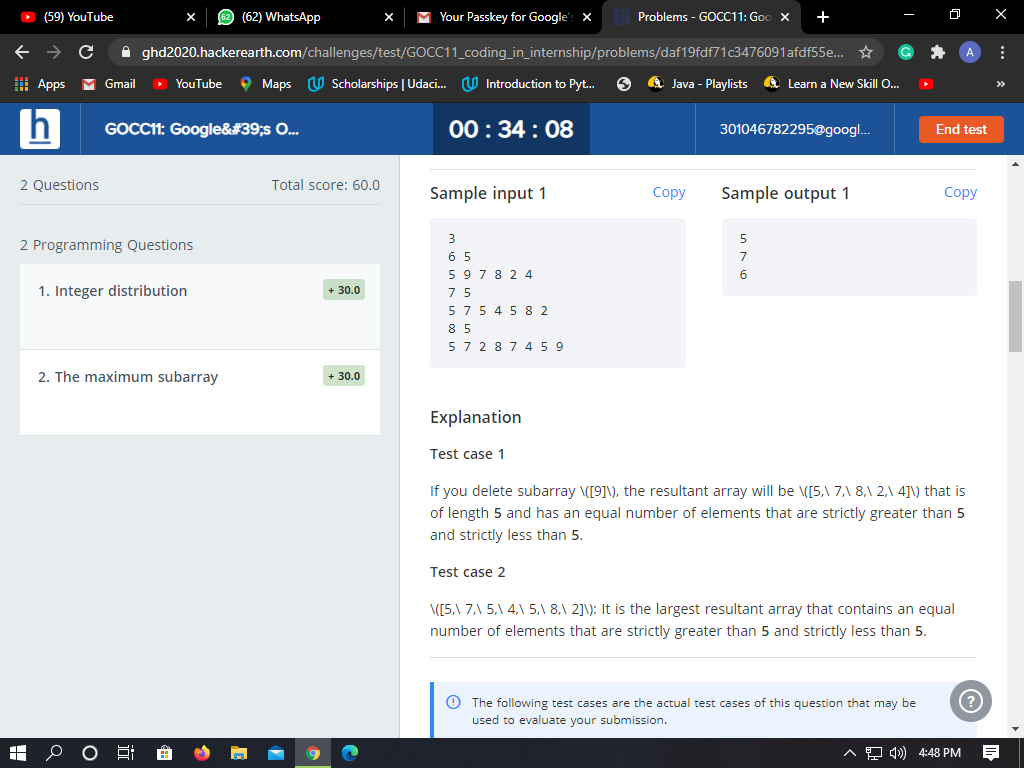 (59) YouTube
(62) WhatsApp
Your Passkey for Google'
Problems - GOCC11: Goo
ghd2020.hackerearth.com/challenges/test/GOCC11_coding_in_internship/problems/daf19fdf71c3476091afdf55e...
A
Apps
Gmail
YouTube
Maps
Scholarships | Udaci...
Introduction to Pyt...
Java - Playlists
Learn a New Skill O...
»
h
GOCC11: Google&#39;s O...
00 : 34 : 08
301046782295@googl...
End test
2 Questions
Total score: 60.0
2 Programming Questions
1. Integer distribution
+ 30.0
2. The maximum subarray
+ 30.0
Sample input 1
Copy
3
6 5
5 9 7 8 2 4
7 5
5 7 5 4 5 8 2
8 5
5 7 2 8 7 4 5 9
Sample output 1
Copy
5
7
6
Explanation
Test case 1
If you delete subarray \([9]\), the resultant array will be \([5,\ 7,\ 8,\ 2,\ 4]\) that is
of length 5 and has an equal number of elements that are strictly greater than 5
and strictly less than 5.
Test case 2
\([5,\ 7,\ 5,\ 4,\ 5,\ 8,\ 2]\): It is the largest resultant array that contains an equal
number of elements that are strictly greater than 5 and strictly less than 5.
The following test cases are the actual test cases of this question that may be
used to evaluate your submission.
?
4:48 PM